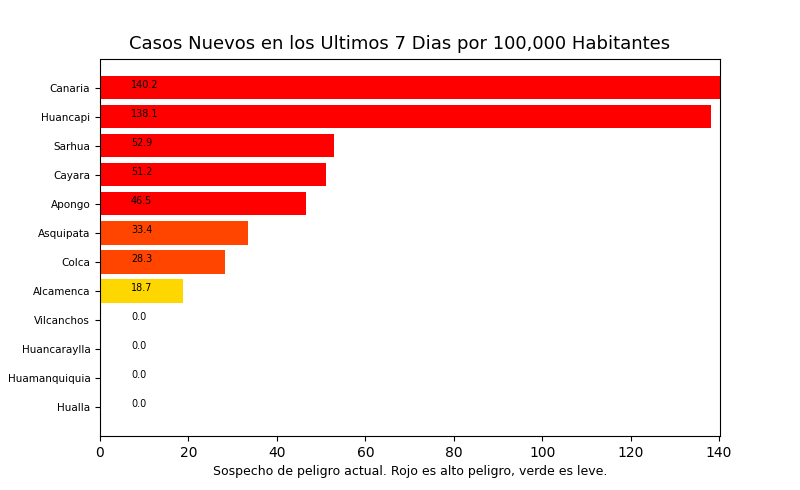 Casos Nuevos en los Ultimos 7 Dias por 100,000 Habitantes
Canaria 140.2
Huancapi 138.1
Sarhua 52.9
Cayara 51.2
Apongo 46.5
Asquipata 33.4
Colca 28.3
Alcamenca 18.7
Vilcanchos 0.0
Huancaraylla 0.0
Huamanquiquia 0.0
Hualla 0.0
0 20 40 60 80 100 120 140
Sospecho de peligro actual. Rojo es alto peligro, verde es leve.